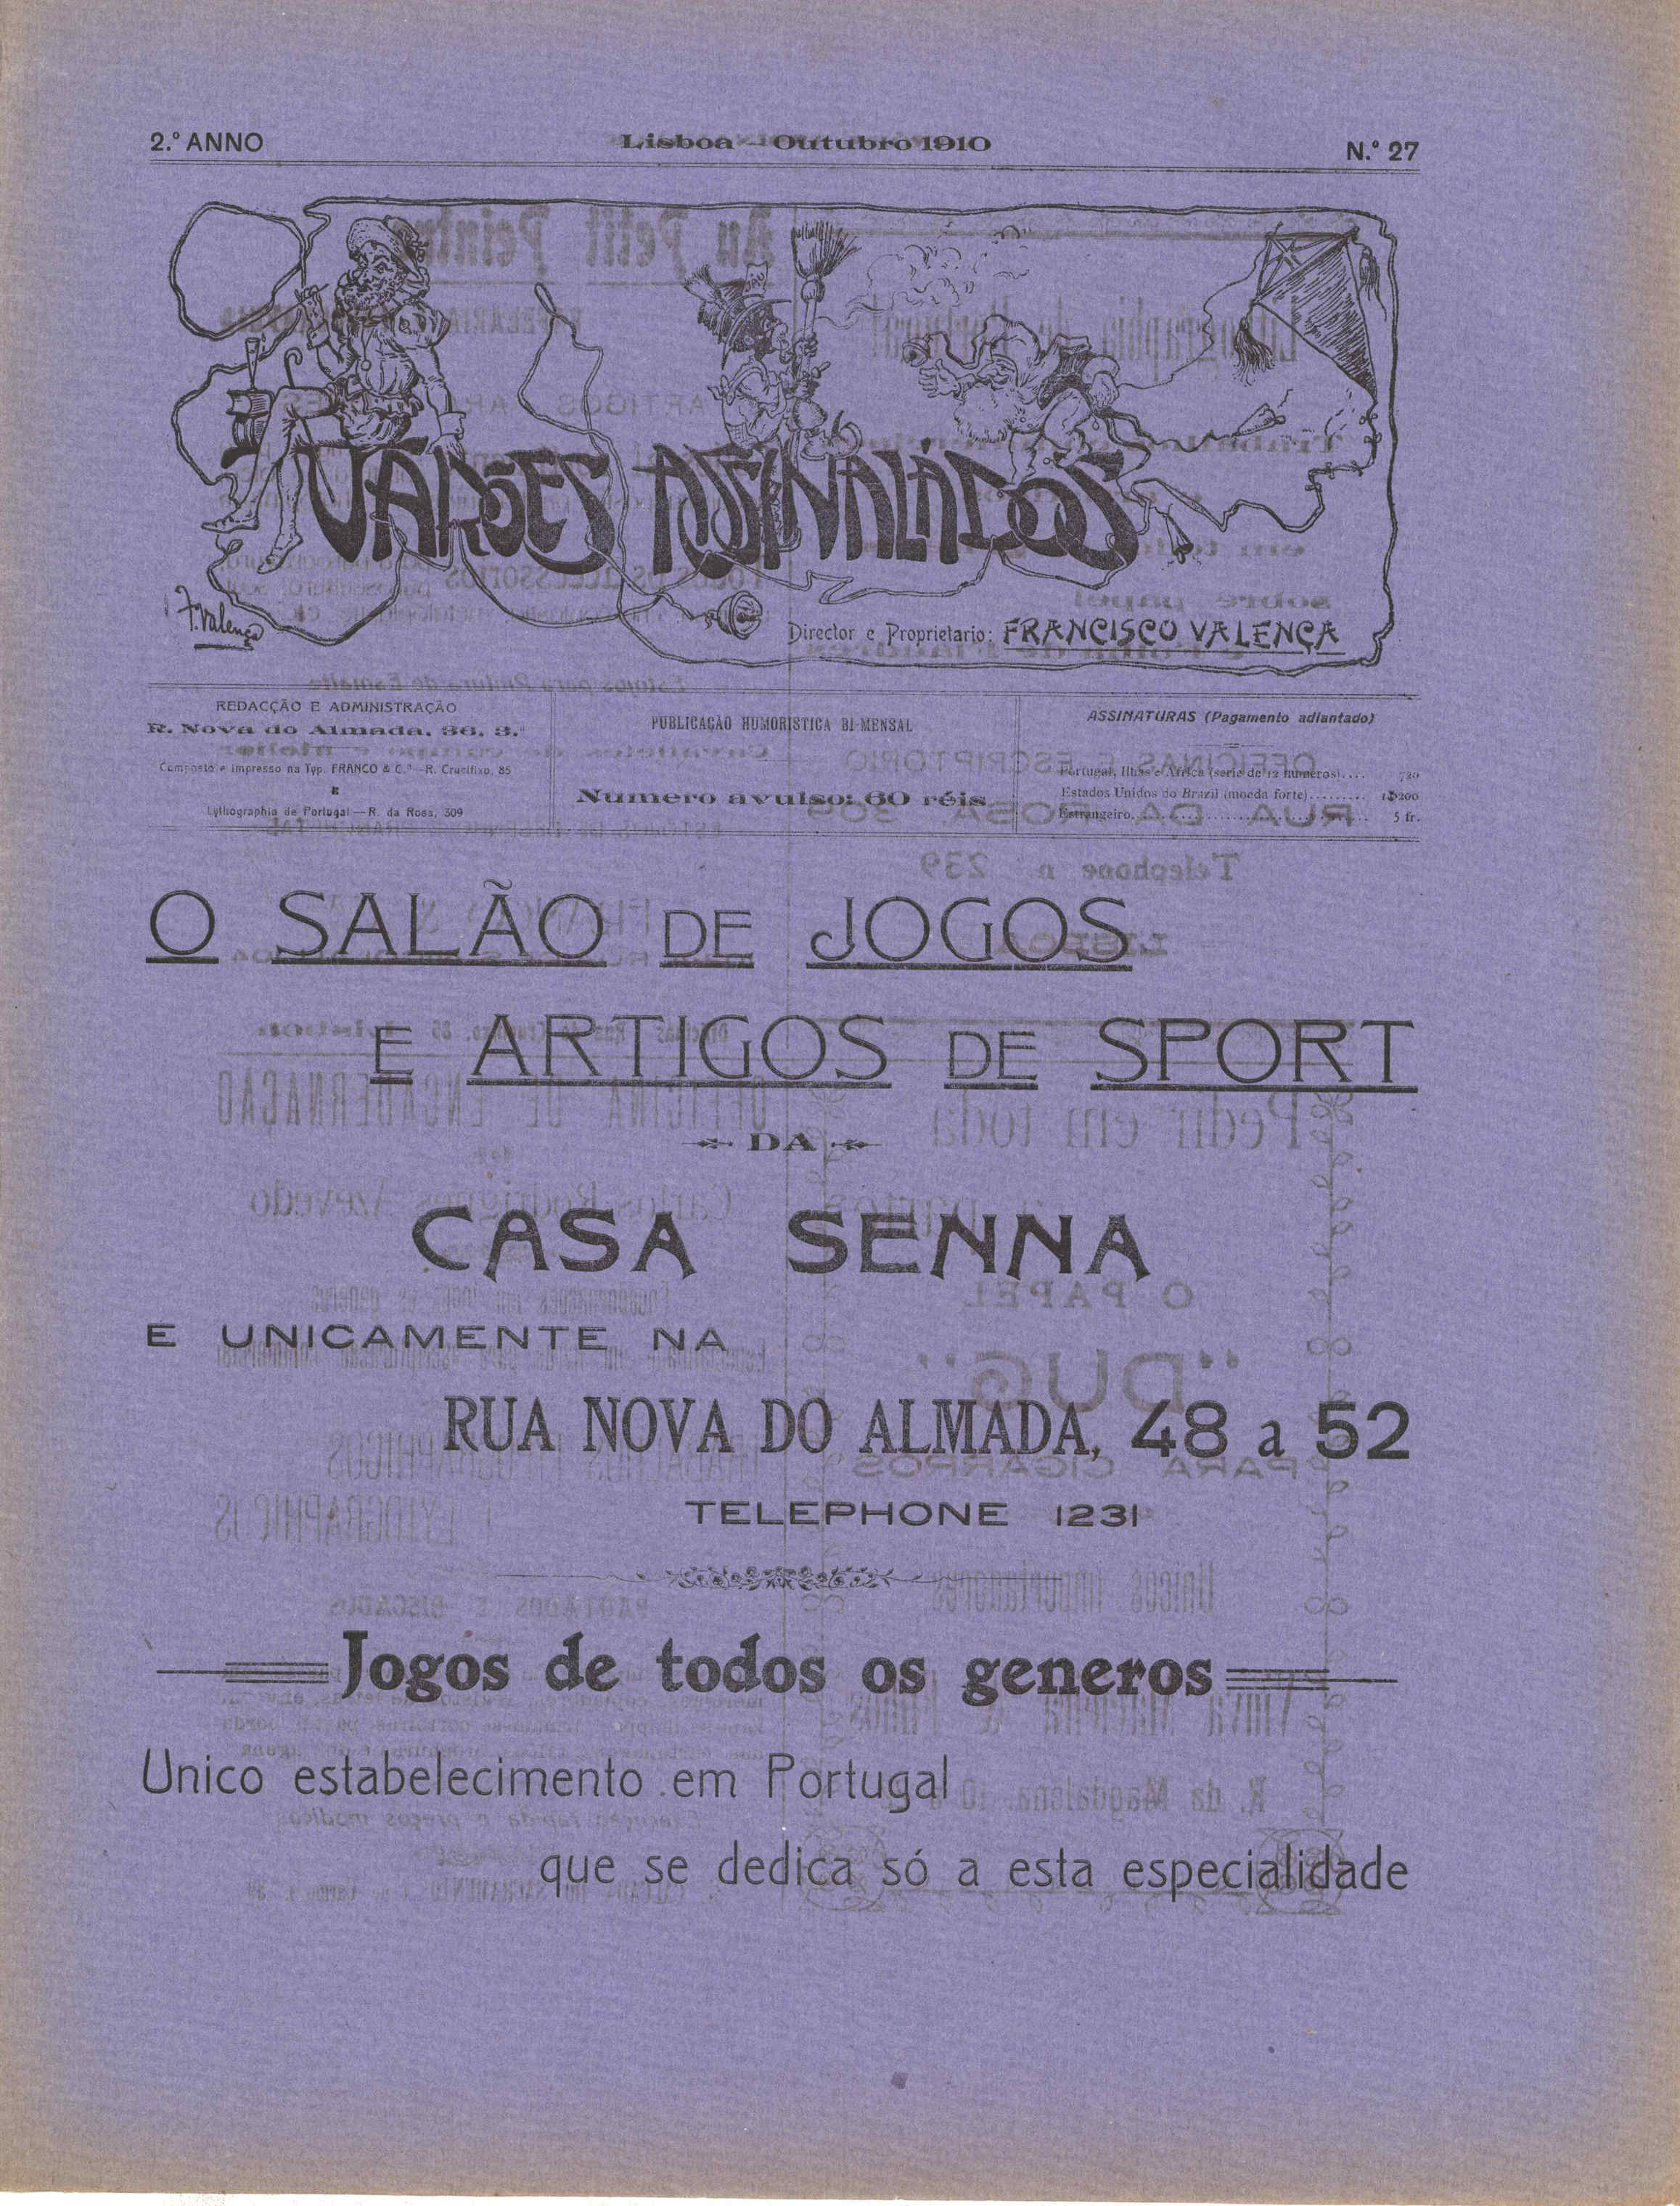 2.º ANNO
Lisboa — Outubro 1910
N.º 27
VARÕES ASSINALÁDOS
F. Valença
Director e Proprietario: FRANCISCO VALENÇA
REDACÇÃO E ADMINISTRAÇÃO
R. Nova do Almada, 36, 3.º
Composto e impresso na Typ. FRANCO & C.ª — R. Crucifixo, 85
E
Lythographia de Portugal — R. da Rosa, 309
PUBLICAÇÃO HUMORISTICA BI-MENSAL
Numero avulso: 60 réis
ASSINATURAS (Pagamento adiantado)
Portugal, Ilhas e Africa (serie de 12 numeros).... 720
Estados Unidos do Brazil (moeda forte)......... 1$200
Estrangeiro.................................... 5 fr.
O SALÃO DE JOGOS
E ARTIGOS DE SPORT
DA
CASA SENNA
E UNICAMENTE NA
RUA NOVA DO ALMADA, 48 a 52
TELEPHONE 1231
Jogos de todos os generos
Unico estabelecimento em Portugal
que se dedica só a esta especialidade